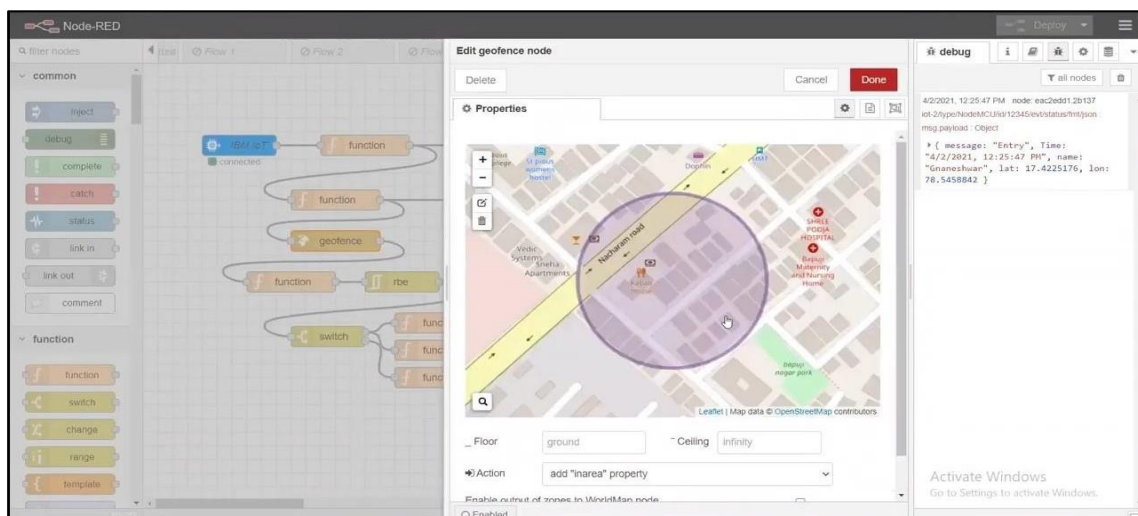 Node-RED
Deploy
filter nodes
Flow 1
Flow 2
common
inject
debug
complete
catch
status
link in
link out
comment
function
function
switch
change
range
template
IBM IoT
connected
function
function
geofence
function
rbe
switch
func
func
func
Edit geofence node
Delete
Cancel
Done
Properties
+
−
Dolphin
Nacharam road
Vedic
Systems
Sneha
Apartments
SHREE
POOJA
HOSPITAL
Bapuji
Maternity
and Nursing
Home
bapuji
nagar park
Leaflet | Map data © OpenStreetMap contributors
Floor
ground
Ceiling
infinity
Action
add "inarea" property
Enable output of zones to WorldMap node
Enabled
debug
all nodes
4/2/2021, 12:25:47 PM node: eac2edd1.2b137
iot-2/type/NodeMCU/id/12345/evt/status/fmt/json
msg.payload : Object
{ message: "Entry", Time:
"4/2/2021, 12:25:47 PM", name:
"Gnaneshwar", lat: 17.4225176, lon:
78.5458842 }
Activate Windows
Go to Settings to activate Windows.